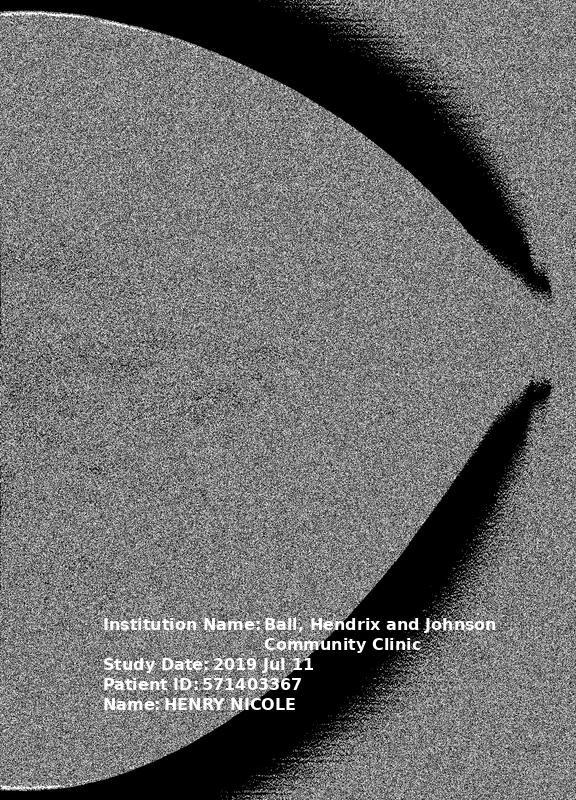 Institution Name: Ball, Hendrix and Johnson
Community Clinic
Study Date: 2019 Jul 11
Patient ID: 571403367
Name: HENRY NICOLE